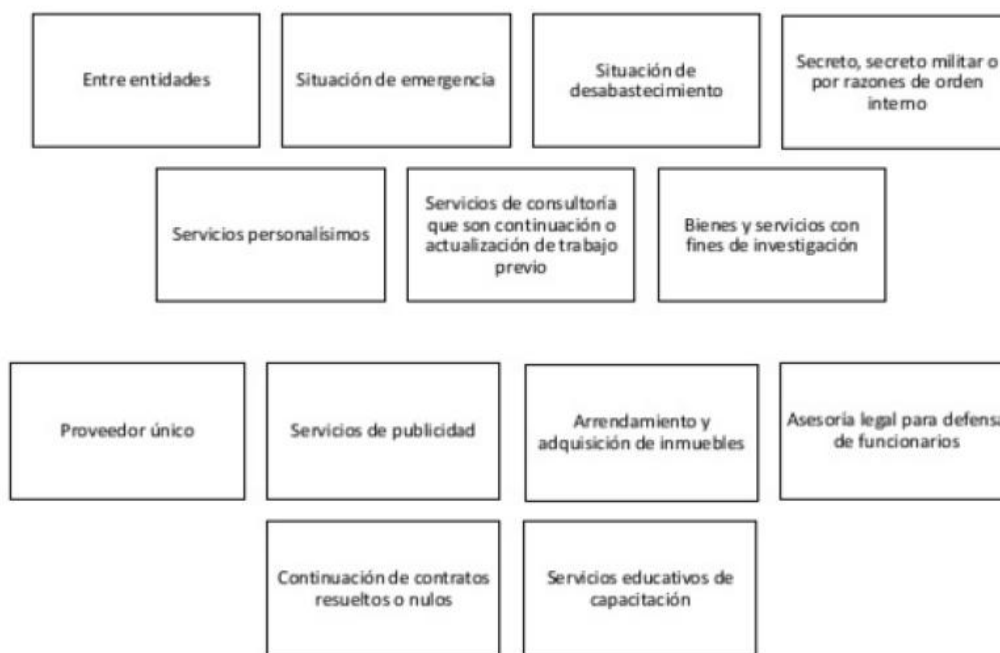 Entre entidades
Situación de emergencia
Situación de
desabastecimiento
Secreto, secreto militar o
por razones de orden
interno
Servicios personalísimos
Servicios de consultoría
que son continuación o
actualización de trabajo
previo
Bienes y servicios con
fines de investigación
Proveedor único
Servicios de publicidad
Arrendamiento y
adquisición de inmuebles
Asesoría legal para defensa
de funcionarios
Continuación de contratos
resueltos o nulos
Servicios educativos de
capacitación